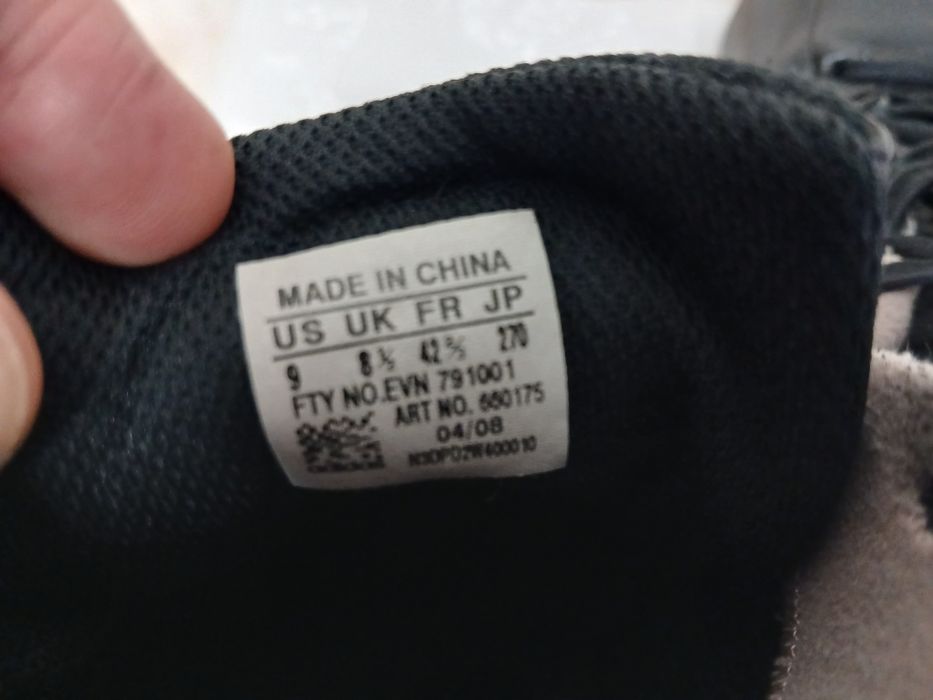 MADE IN CHINA
US UK FR JP
9 8½ 42⅔ 270
FTY NO.EVN 791001
ART NO. 660175
04/08